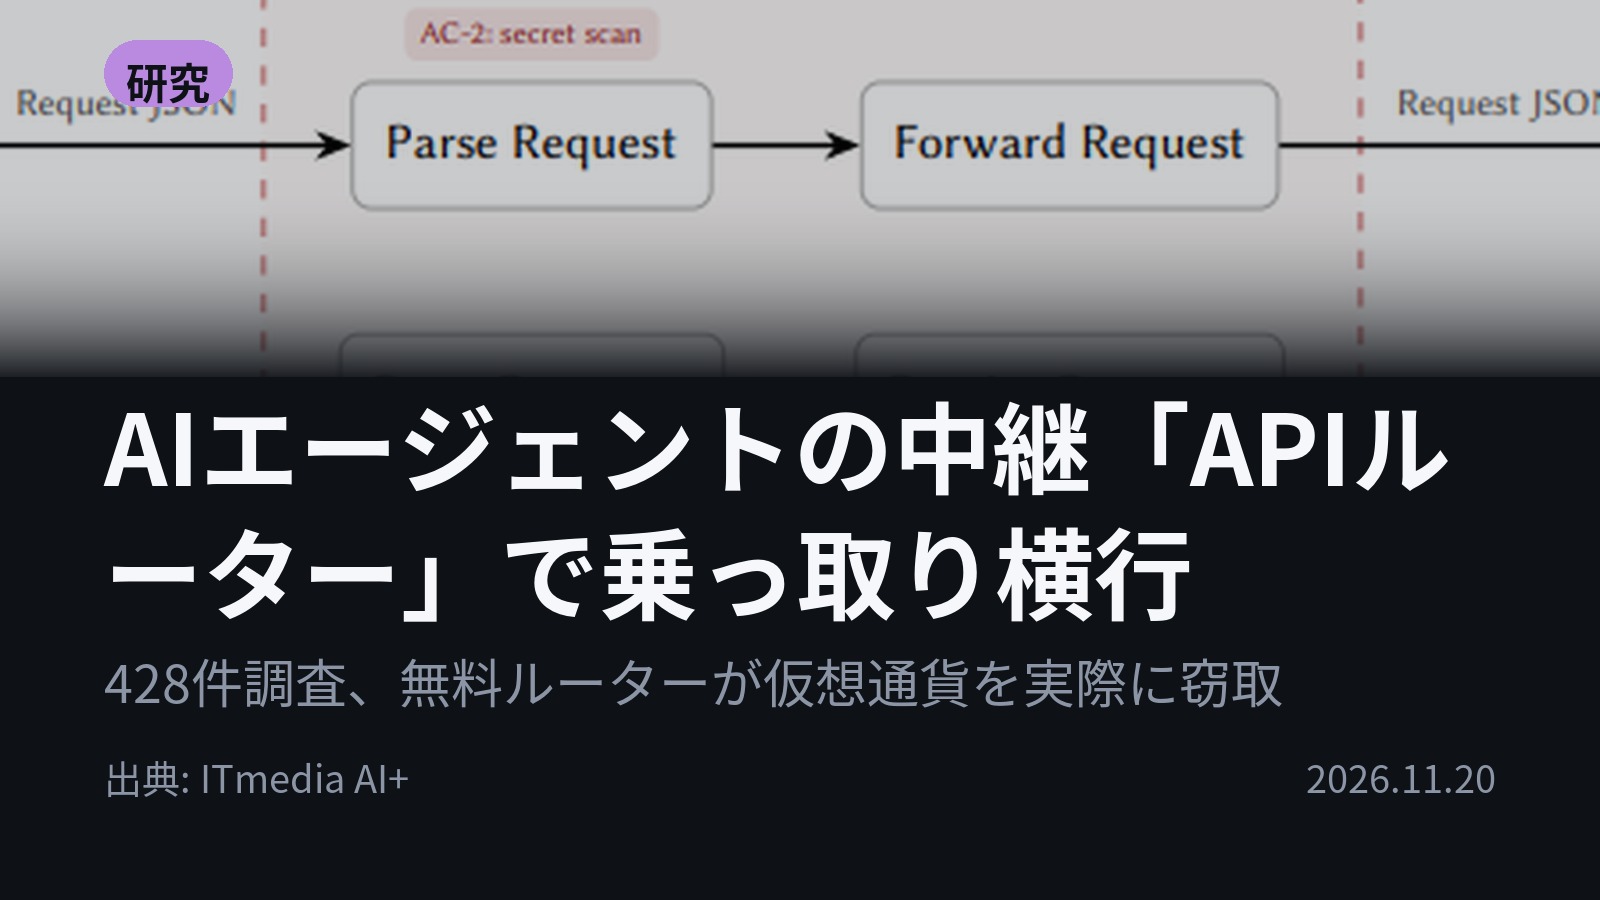 AC-2: secret scan
研究
Request JSON
Parse Request
Forward Request
Request JSON
AIエージェントの中継「APIル
ーター」で乗っ取り横行
428件調査、無料ルーターが仮想通貨を実際に窃取
出典: ITmedia AI+
2026.11.20